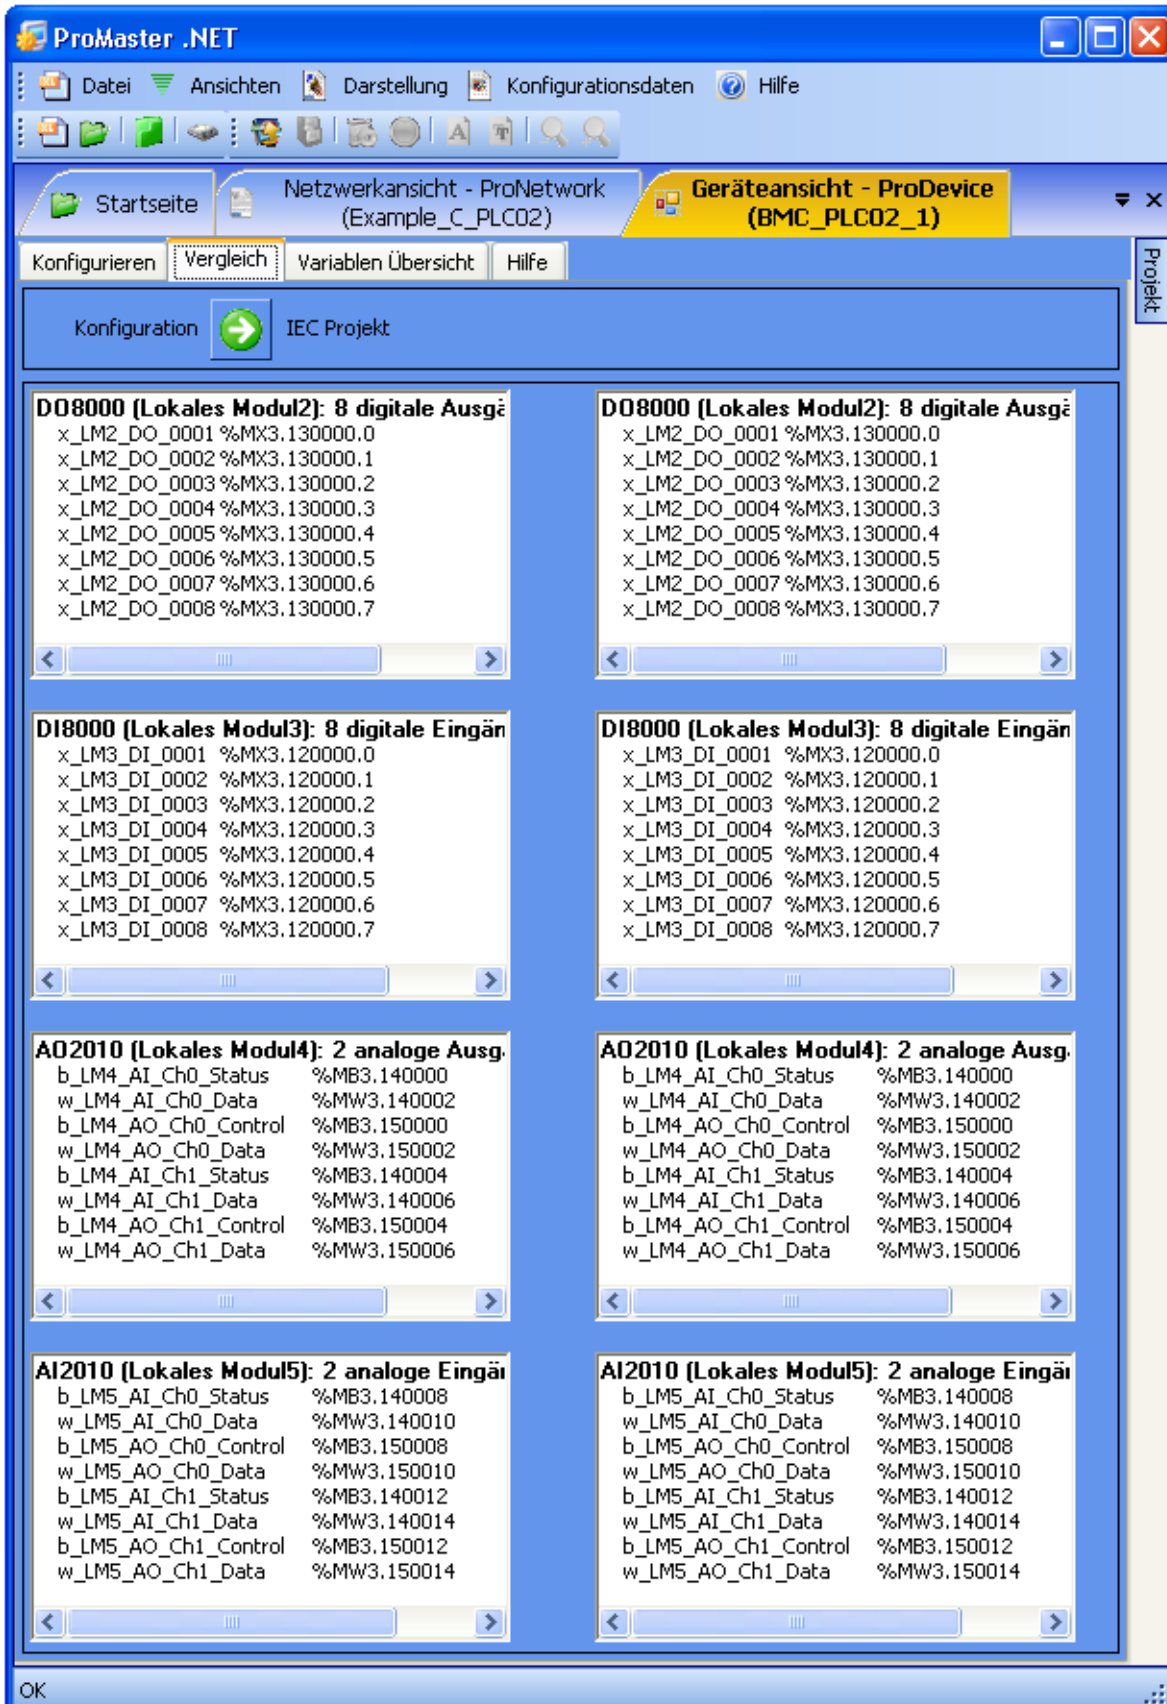 ProMaster .NET
Datei Ansichten Darstellung Konfigurationsdaten Hilfe
Startseite
Netzwerkansicht - ProNetwork
(Example_C_PLC02)
Geräteansicht - ProDevice
(BMC_PLC02_1)
Konfigurieren Vergleich Variablen Übersicht Hilfe
Projekt
Konfiguration IEC Projekt
DO8000 (Lokales Modul2): 8 digitale Ausgä
x_LM2_DO_0001 %MX3.130000.0
x_LM2_DO_0002 %MX3.130000.1
x_LM2_DO_0003 %MX3.130000.2
x_LM2_DO_0004 %MX3.130000.3
x_LM2_DO_0005 %MX3.130000.4
x_LM2_DO_0006 %MX3.130000.5
x_LM2_DO_0007 %MX3.130000.6
x_LM2_DO_0008 %MX3.130000.7
DO8000 (Lokales Modul2): 8 digitale Ausgä
x_LM2_DO_0001 %MX3.130000.0
x_LM2_DO_0002 %MX3.130000.1
x_LM2_DO_0003 %MX3.130000.2
x_LM2_DO_0004 %MX3.130000.3
x_LM2_DO_0005 %MX3.130000.4
x_LM2_DO_0006 %MX3.130000.5
x_LM2_DO_0007 %MX3.130000.6
x_LM2_DO_0008 %MX3.130000.7
DI8000 (Lokales Modul3): 8 digitale Eingän
x_LM3_DI_0001 %MX3.120000.0
x_LM3_DI_0002 %MX3.120000.1
x_LM3_DI_0003 %MX3.120000.2
x_LM3_DI_0004 %MX3.120000.3
x_LM3_DI_0005 %MX3.120000.4
x_LM3_DI_0006 %MX3.120000.5
x_LM3_DI_0007 %MX3.120000.6
x_LM3_DI_0008 %MX3.120000.7
DI8000 (Lokales Modul3): 8 digitale Eingän
x_LM3_DI_0001 %MX3.120000.0
x_LM3_DI_0002 %MX3.120000.1
x_LM3_DI_0003 %MX3.120000.2
x_LM3_DI_0004 %MX3.120000.3
x_LM3_DI_0005 %MX3.120000.4
x_LM3_DI_0006 %MX3.120000.5
x_LM3_DI_0007 %MX3.120000.6
x_LM3_DI_0008 %MX3.120000.7
AO2010 (Lokales Modul4): 2 analoge Ausg
b_LM4_AI_Ch0_Status %MB3.140000
w_LM4_AI_Ch0_Data %MW3.140002
b_LM4_AO_Ch0_Control %MB3.150000
w_LM4_AO_Ch0_Data %MW3.150002
b_LM4_AI_Ch1_Status %MB3.140004
w_LM4_AI_Ch1_Data %MW3.140006
b_LM4_AO_Ch1_Control %MB3.150004
w_LM4_AO_Ch1_Data %MW3.150006
AO2010 (Lokales Modul4): 2 analoge Ausg
b_LM4_AI_Ch0_Status %MB3.140000
w_LM4_AI_Ch0_Data %MW3.140002
b_LM4_AO_Ch0_Control %MB3.150000
w_LM4_AO_Ch0_Data %MW3.150002
b_LM4_AI_Ch1_Status %MB3.140004
w_LM4_AI_Ch1_Data %MW3.140006
b_LM4_AO_Ch1_Control %MB3.150004
w_LM4_AO_Ch1_Data %MW3.150006
AI2010 (Lokales Modul5): 2 analoge Eingäi
b_LM5_AI_Ch0_Status %MB3.140008
w_LM5_AI_Ch0_Data %MW3.140010
b_LM5_AO_Ch0_Control %MB3.150008
w_LM5_AO_Ch0_Data %MW3.150010
b_LM5_AI_Ch1_Status %MB3.140012
w_LM5_AI_Ch1_Data %MW3.140014
b_LM5_AO_Ch1_Control %MB3.150012
w_LM5_AO_Ch1_Data %MW3.150014
AI2010 (Lokales Modul5): 2 analoge Eingäi
b_LM5_AI_Ch0_Status %MB3.140008
w_LM5_AI_Ch0_Data %MW3.140010
b_LM5_AO_Ch0_Control %MB3.150008
w_LM5_AO_Ch0_Data %MW3.150010
b_LM5_AI_Ch1_Status %MB3.140012
w_LM5_AI_Ch1_Data %MW3.140014
b_LM5_AO_Ch1_Control %MB3.150012
w_LM5_AO_Ch1_Data %MW3.150014
OK